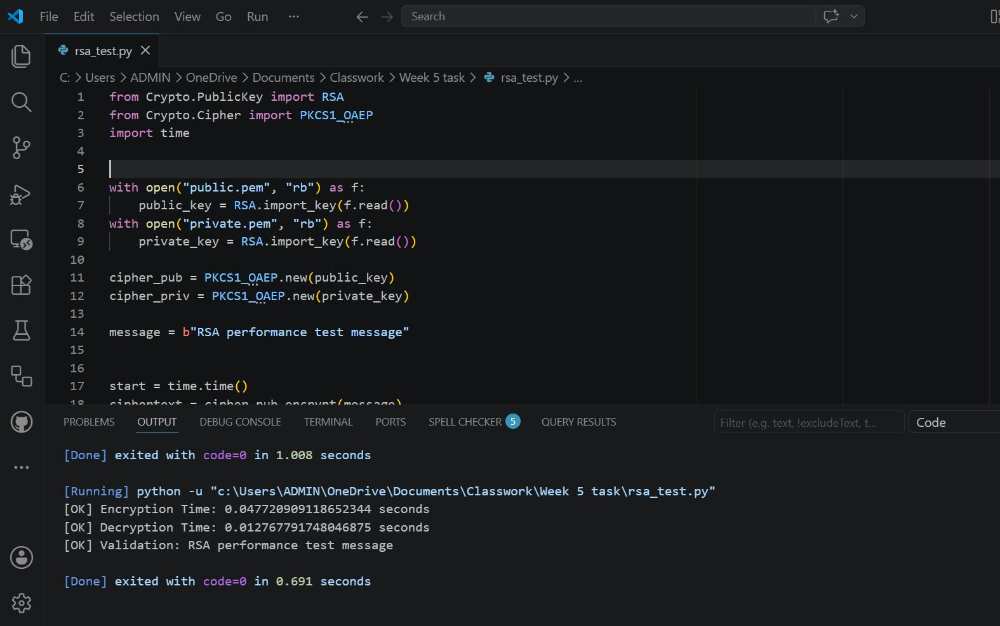 File Edit Selection View Go Run ···
Search
rsa_test.py
C: > Users > ADMIN > OneDrive > Documents > Classwork > Week 5 task > rsa_test.py > ...
1 from Crypto.PublicKey import RSA
2 from Crypto.Cipher import PKCS1_OAEP
3 import time
4
5
6 with open("public.pem", "rb") as f:
7     public_key = RSA.import_key(f.read())
8 with open("private.pem", "rb") as f:
9     private_key = RSA.import_key(f.read())
10
11 cipher_pub = PKCS1_OAEP.new(public_key)
12 cipher_priv = PKCS1_OAEP.new(private_key)
13
14 message = b"RSA performance test message"
15
16
17 start = time.time()
18 ciphertext = cipher_pub.encrypt(message)
PROBLEMS OUTPUT DEBUG CONSOLE TERMINAL PORTS SPELL CHECKER 5 QUERY RESULTS Filter (e.g. text, !excludeText, t... Code
[Done] exited with code=0 in 1.008 seconds
[Running] python -u "c:\Users\ADMIN\OneDrive\Documents\Classwork\Week 5 task\rsa_test.py"
[OK] Encryption Time: 0.047720909118652344 seconds
[OK] Decryption Time: 0.012767791748046875 seconds
[OK] Validation: RSA performance test message
[Done] exited with code=0 in 0.691 seconds